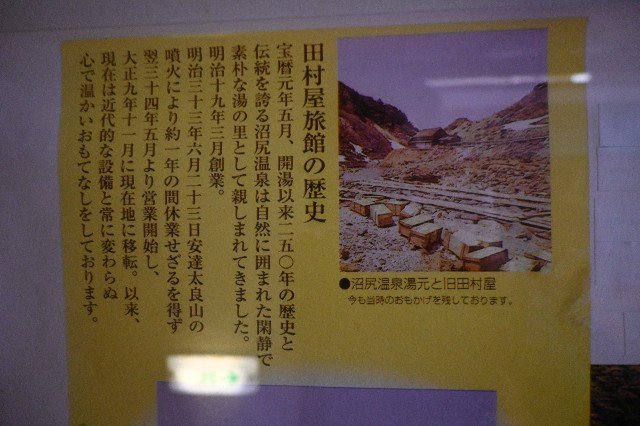 田村屋旅館の歴史
宝暦元年五月、開湯以来二五〇年の歴史と
伝統を誇る沼尻温泉は自然に囲まれた閑静で
素朴な湯の里として親しまれてきました。
明治十九年三月創業。
明治三十三年六月二十三日安達太良山の
噴火により約一年の間休業せざるを得ず
翌三十四年五月より営業開始し、
大正九年十一月に現在地に移転。以来、
現在は近代的な設備と常に変わらぬ
心で温かいおもてなしをしております。
●沼尻温泉湯元と旧田村屋
今も当時のおもかげを残しております。